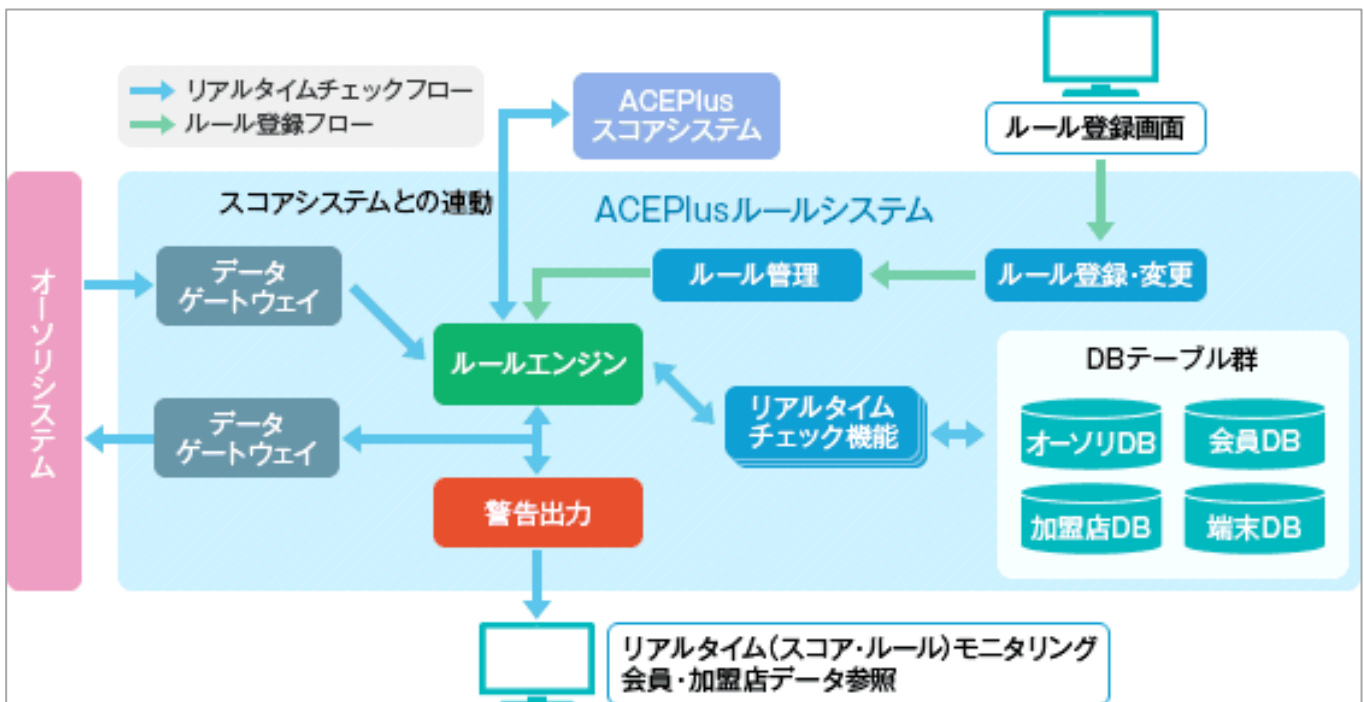 リアルタイムチェックフロー
ルール登録フロー
ACEPlus
スコアシステム
ルール登録画面
オーソリシステム
スコアシステムとの連動
ACEPlusルールシステム
データ
ゲートウェイ
ルール管理
ルール登録・変更
ルールエンジン
DBテーブル群
データ
ゲートウェイ
リアルタイム
チェック機能
オーソリDB
会員DB
警告出力
加盟店DB
端末DB
リアルタイム(スコア・ルール)モニタリング
会員・加盟店データ参照